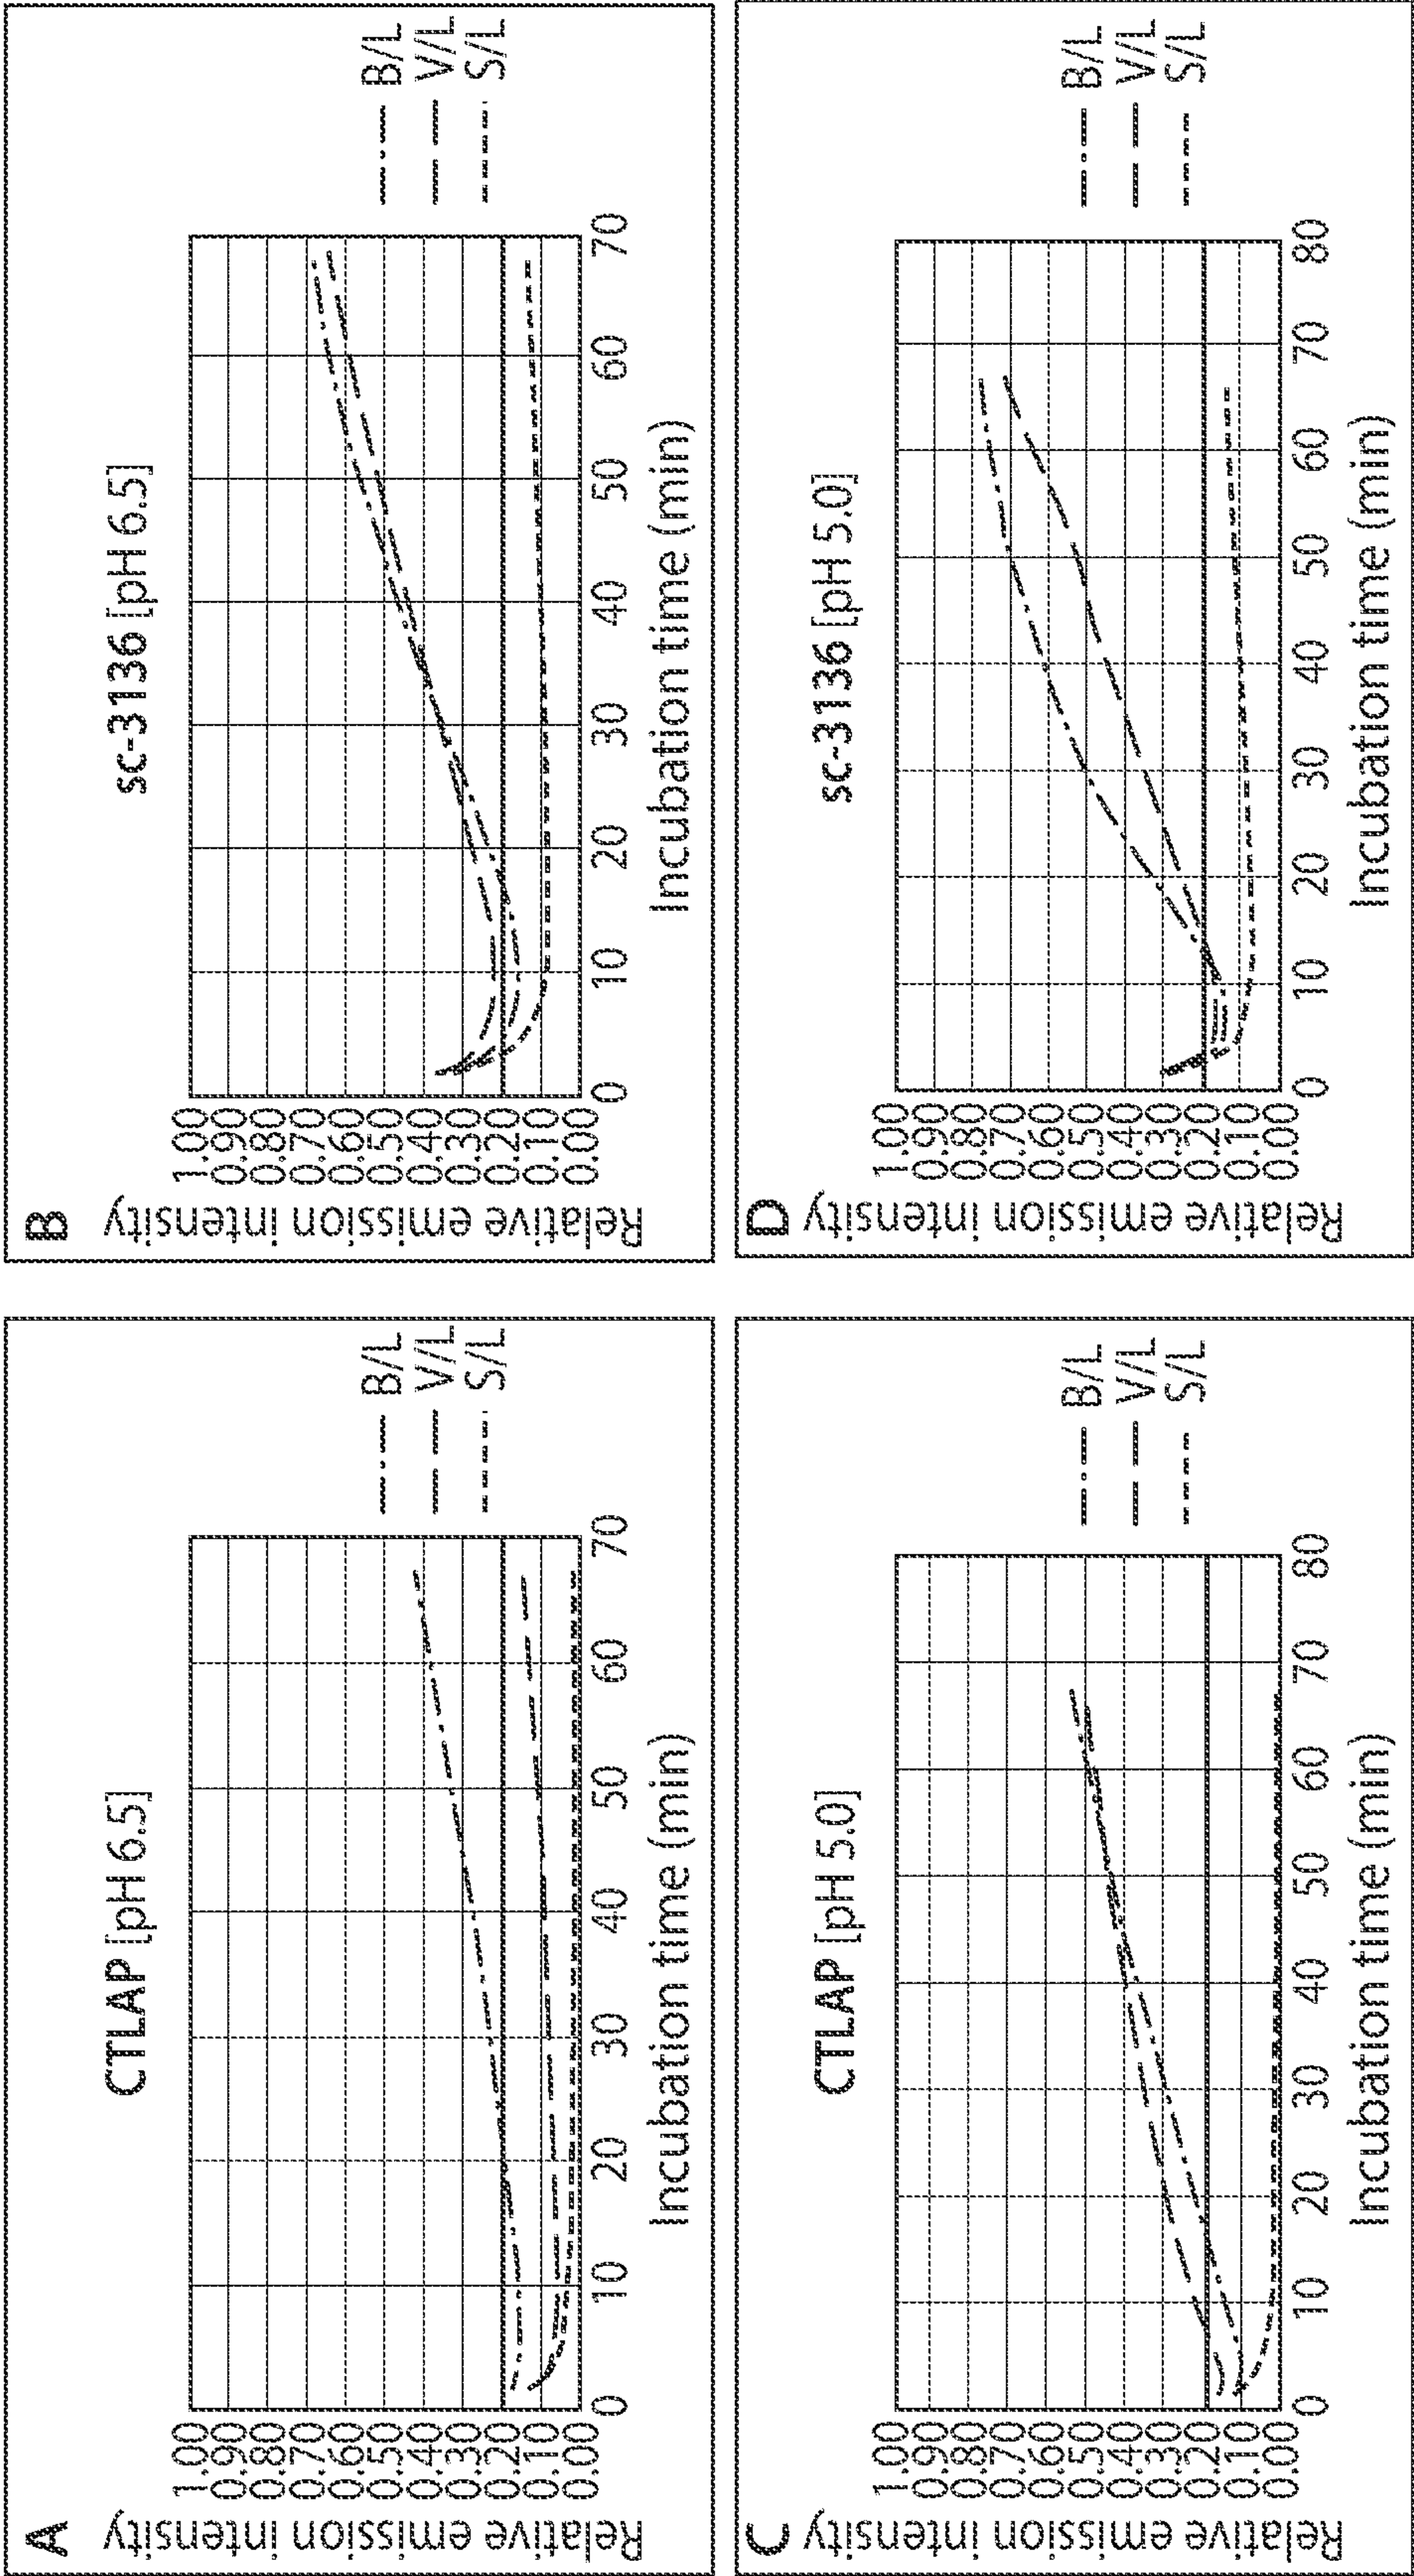 A
CTLAP [pH 6.5]
Relative emission intensity
1.00
0.90
0.80
0.70
0.60
0.50
0.40
0.30
0.20
0.10
0.00
0 10 20 30 40 50 60 70
Incubation time (min)
B/L
V/L
S/L
B
sc-3136 [pH 6.5]
Relative emission intensity
1.00
0.90
0.80
0.70
0.60
0.50
0.40
0.30
0.20
0.10
0.00
0 10 20 30 40 50 60 70
Incubation time (min)
B/L
V/L
S/L
C
CTLAP [pH 5.0]
Relative emission intensity
1.00
0.90
0.80
0.70
0.60
0.50
0.40
0.30
0.20
0.10
0.00
0 10 20 30 40 50 60 70 80
Incubation time (min)
B/L
V/L
S/L
D
sc-3136 [pH 5.0]
Relative emission intensity
1.00
0.90
0.80
0.70
0.60
0.50
0.40
0.30
0.20
0.10
0.00
0 10 20 30 40 50 60 70 80
Incubation time (min)
B/L
V/L
S/L